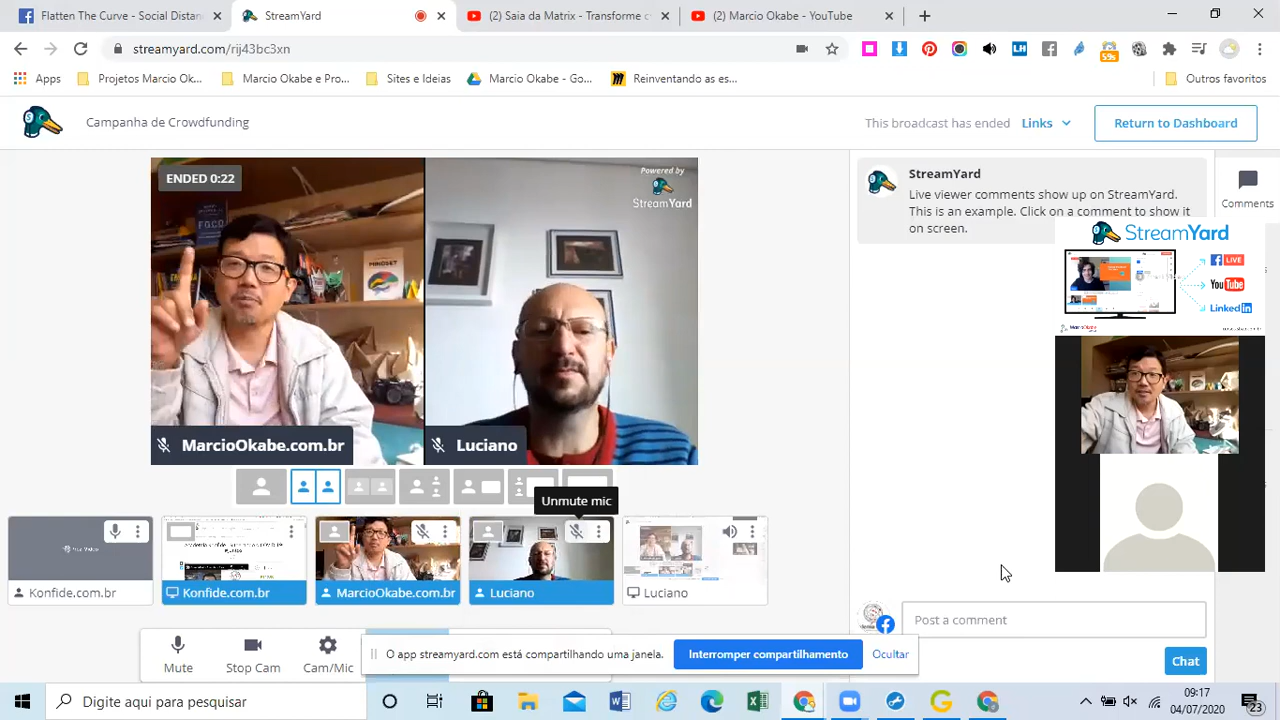 Flatten The Curve - Social Distan
StreamYard
(2) Saia da Matrix - Transforme c
(2) Marcio Okabe - YouTube
streamyard.com/rij43bc3xn
LH
59s
Apps
Projetos Marcio Ok...
Marcio Okabe e Pro...
Sites e Ideias
Marcio Okabe - Go...
Reinventando as es...
Outros favoritos
Campanha de Crowdfunding
This broadcast has ended
Links
Return to Dashboard
ENDED 0:22
Powered by
StreamYard
FOCO
MINDSET
MarcioOkabe.com.br
Luciano
StreamYard
Live viewer comments show up on StreamYard.
This is an example. Click on a comment to show it
on screen.
Comments
StreamYard
LIVE
YouTube
Linkedin
Unmute mic
Konfide.com.br
Konfide.com.br
MarcioOkabe.com.br
Luciano
Luciano
Post a comment
Chat
Mute
Stop Cam
Cam/Mic
O app streamyard.com está compartilhando uma janela.
Interromper compartilhamento
Ocultar
Digite aqui para pesquisar
09:17
04/07/2020
23